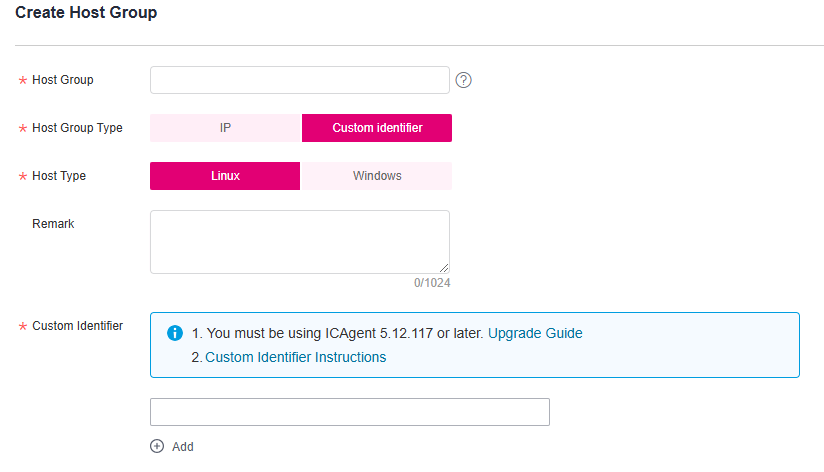 Create Host Group
* Host Group
* Host Group Type IP Custom identifier
* Host Type Linux Windows
Remark
0/1024
* Custom Identifier
1. You must be using ICAgent 5.12.117 or later. Upgrade Guide
2. Custom Identifier Instructions
Add